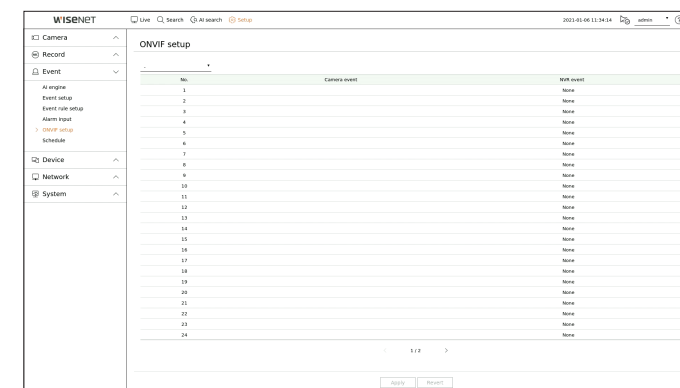 WISENET Live Search AI search Setup 2021-01-06 11:34:14 admin ?
Camera
Record
Event
AI engine
Event setup
Event rule setup
Alarm input
> ONVIF setup
Schedule
Device
Network
System
ONVIF setup
-
No. Camera event NVR event
1 None
2 None
3 None
4 None
5 None
6 None
7 None
8 None
9 None
10 None
11 None
12 None
13 None
14 None
15 None
16 None
17 None
18 None
19 None
20 None
21 None
22 None
23 None
24 None
< 1 / 2 >
Apply Revert